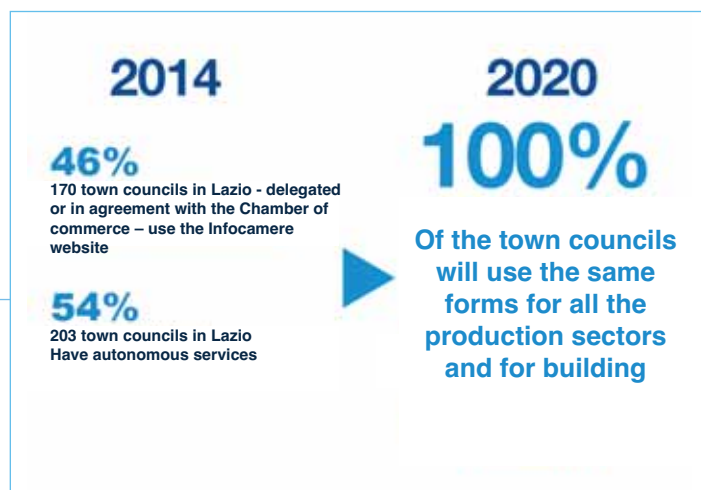 2014
46%
170 town councils in Lazio - delegated
or in agreement with the Chamber of
commerce – use the Infocamere
website
54%
203 town councils in Lazio
Have autonomous services
2020
100%
Of the town councils
will use the same
forms for all the
production sectors
and for building